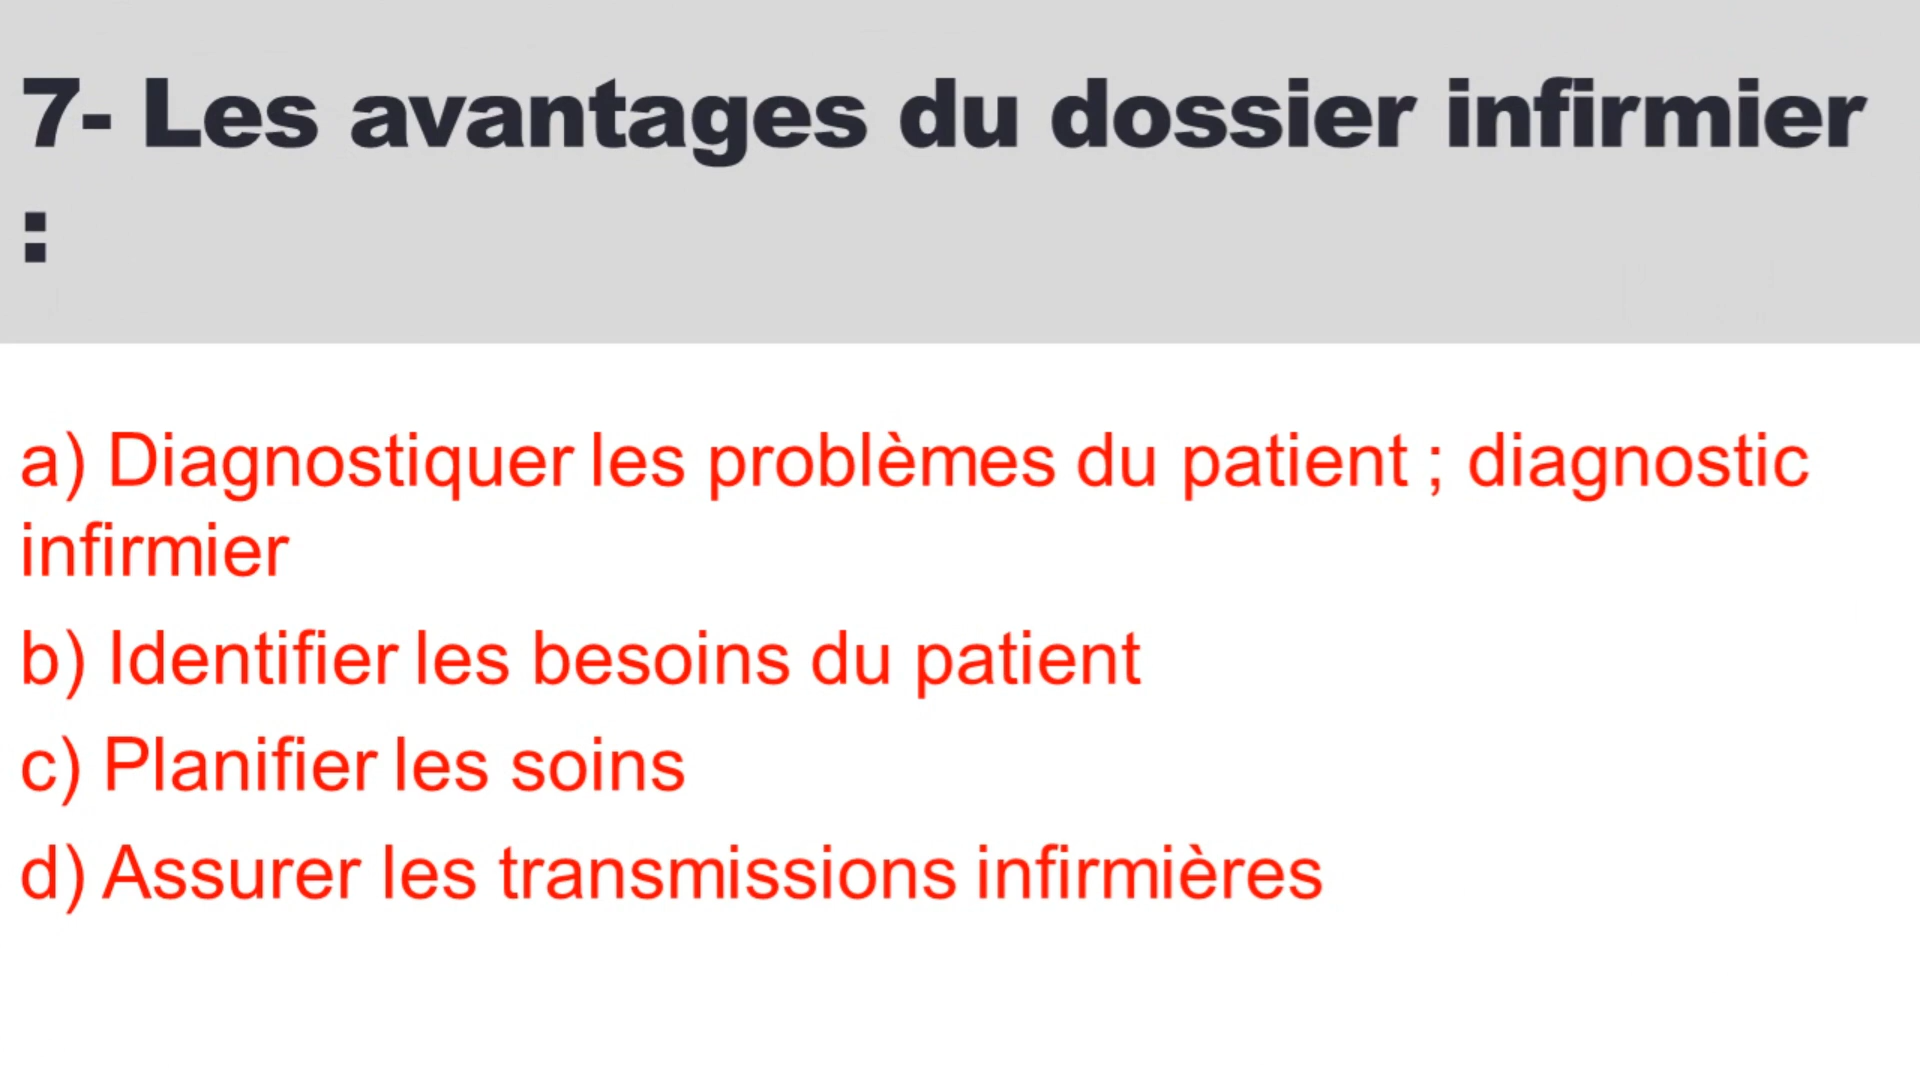 7- Les avantages du dossier infirmier
:
a) Diagnostiquer les problèmes du patient ; diagnostic
infirmier
b) Identifier les besoins du patient
c) Planifier les soins
d) Assurer les transmissions infirmières